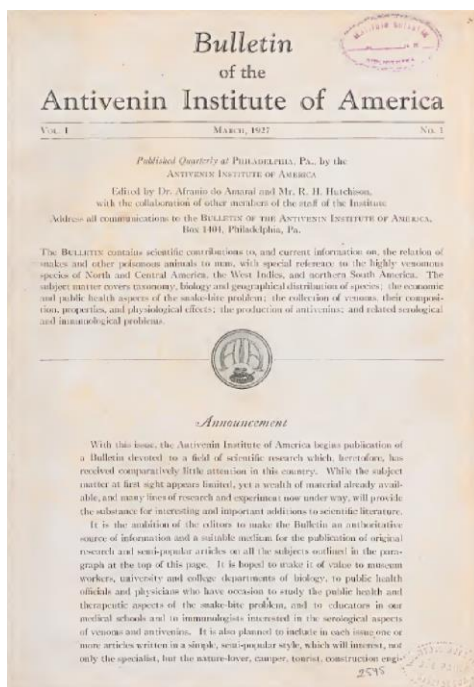 Bulletin
of the
Antivenin Institute of America
VOL. I MARCH, 1927 No. 1
Published Quarterly at PHILADELPHIA, PA., by the
ANTIVENIN INSTITUTE OF AMERICA
Edited by Dr. Afranio do Amaral and Mr. R. H. Hutchison,
with the collaboration of other members of the staff of the Institute
Address all communications to the BULLETIN OF THE ANTIVENIN INSTITUTE OF AMERICA,
Box 1404, Philadelphia, Pa.
The BULLETIN contains scientific contributions to, and current information on, the relation of
snakes and other poisonous animals to man, with special reference to the highly venomous
species of North and Central America, the West Indies, and northern South America. The
subject matter covers taxonomy, biology and geographical distribution of species; the economic
and public health aspects of the snake-bite problem; the collection of venoms, their composi-
tion, properties, and physiological effects; the production of antivenins; and related serological
and immunological problems.
Announcement
With this issue, the Antivenin Institute of America begins publication of
a Bulletin devoted to a field of scientific research which, heretofore, has
received comparatively little attention in this country. While the subject
matter at first sight appears limited, yet a wealth of material already avail-
able, and many lines of research and experiment now under way, will provide
the substance for interesting and important additions to scientific literature.
It is the ambition of the editors to make the Bulletin an authoritative
source of information and a suitable medium for the publication of original
research and semi-popular articles on all the subjects outlined in the para-
graph at the top of this page. It is hoped to make it of value to museum
workers, university and college departments of biology, to public health
officials and physicians who have occasion to study the public health and
therapeutic aspects of the snake-bite problem, and to educators in our
medical schools and to immunologists interested in the serological aspects
of venoms and antivenins. It is also planned to include in each issue one or
more articles written in a simple, semi-popular style, which will interest, not
only the specialist, but the nature-lover, camper, tourist, construction engi-
2595